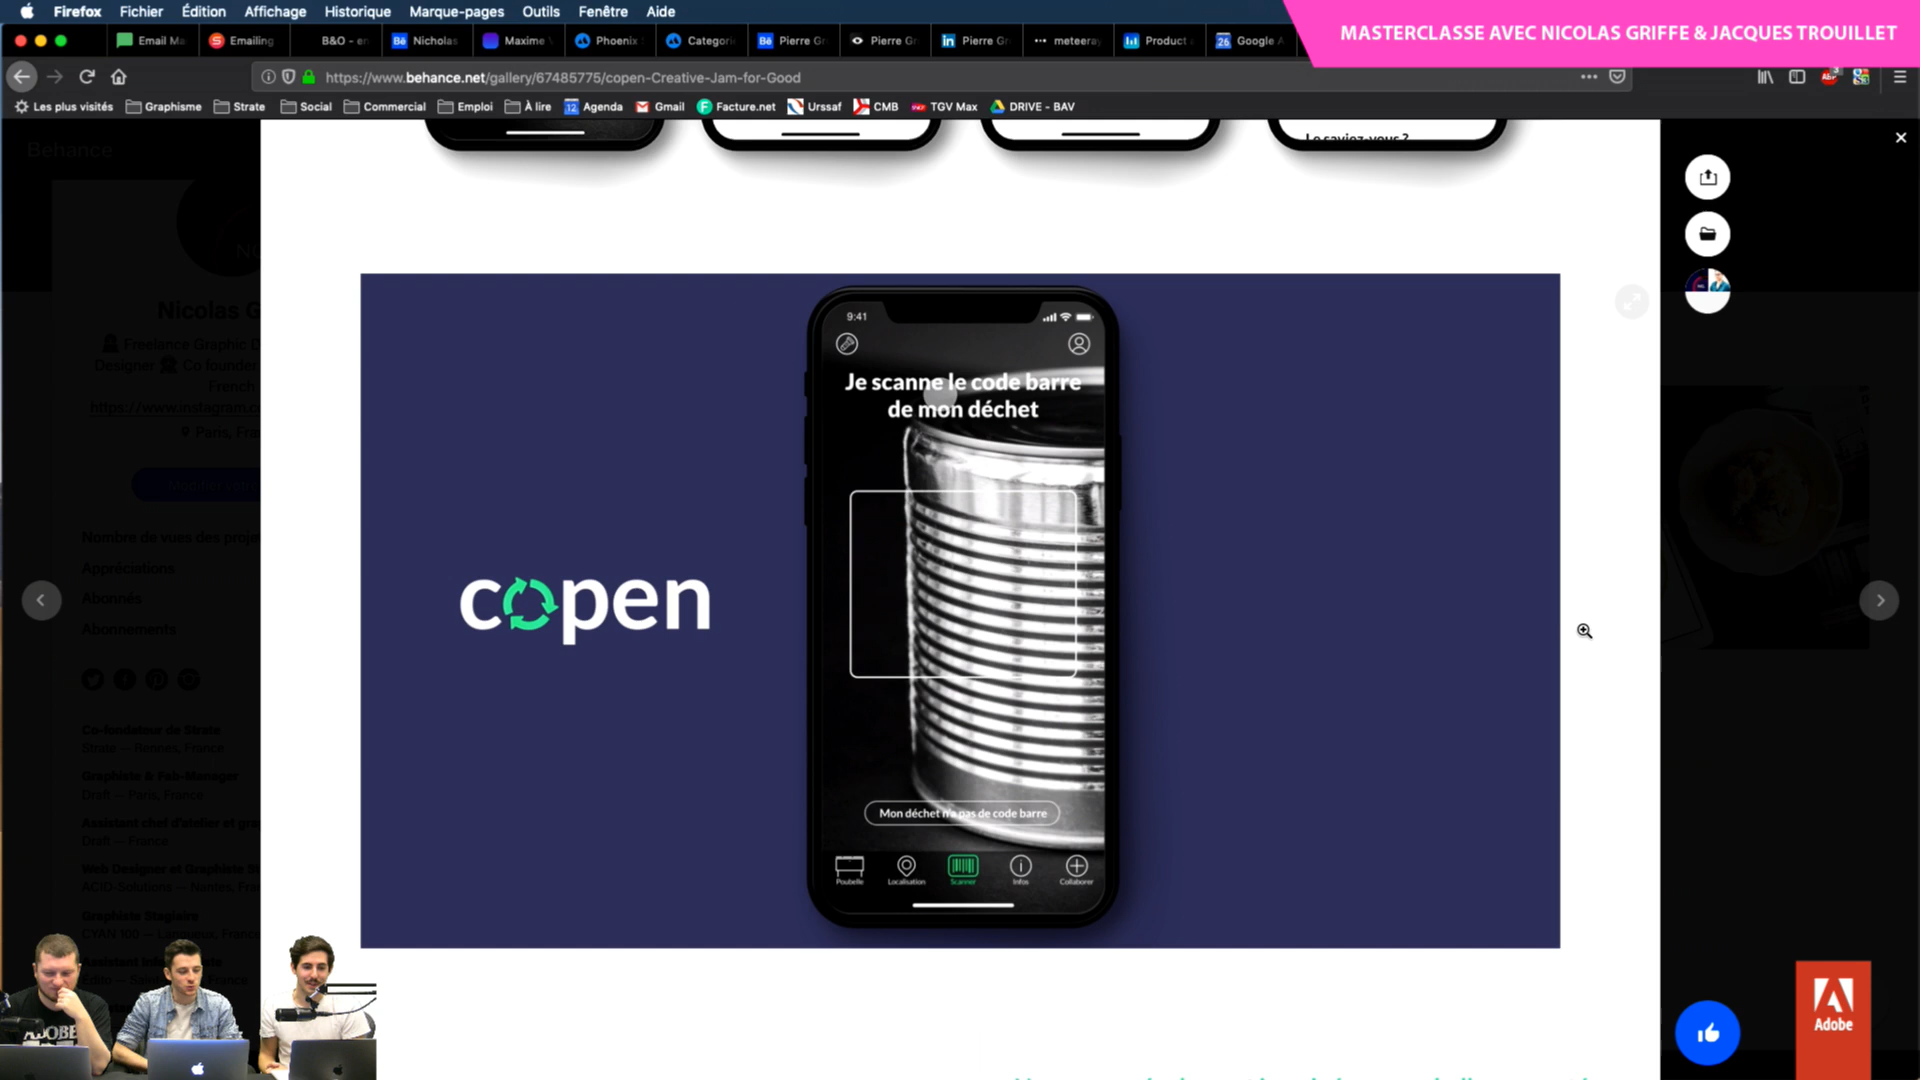 Firefox Fichier Édition Affichage Historique Marque-pages Outils Fenêtre Aide
MASTERCLASSE AVEC NICOLAS GRIFFE & JACQUES TROUILLET
Email Ma Emailing B&O - en Nicholas Maxime Phoenix Categori Pierre Gr Pierre Gr Pierre Gr meteeray Product Google A
https://www.behance.net/gallery/67485775/copen-Creative-Jam-for-Good
Les plus visités Graphisme Strate Social Commercial Emploi À lire Agenda Gmail Facture.net Urssaf CMB TGV Max DRIVE - BAV
Behance
Le saviez-vous ?
Nicolas G
Freelance Graphic D
Designer Co founder
French
https://www.instagram.c
Paris, Fra
Nombre de vues des proje
Appréciations
Abonnés
Abonnements
Co-fondateur de Strate
Strate — Rennes, France
Graphiste & Fab-Manager
Draft — Paris, France
Assistant chef d'atelier et gra
Draft — France
Web Designer et Graphiste St
ACID-Solutions — Nantes, Fra
Graphiste Stagiaire
CYAN 100 — Langueux, Franc
9:41
Je scanne le code barre
de mon déchet
copen
Mon déchet n'a pas de code barre
Poubelle Localisation Scanner Infos Collaborer
ADOBE
Adobe